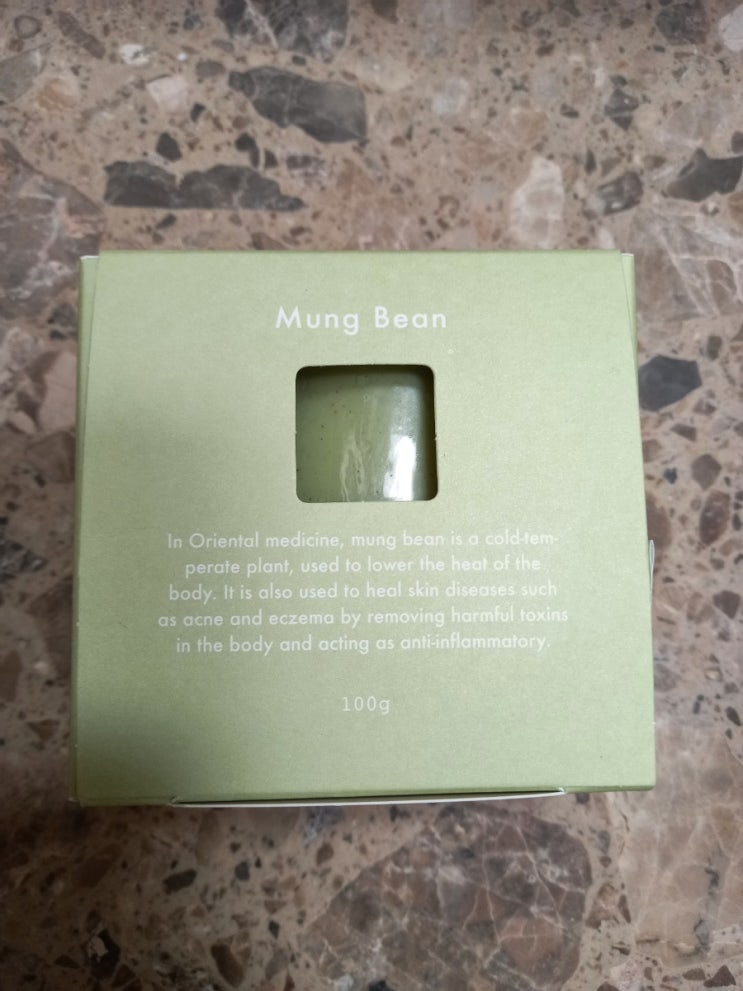 Mung Bean
In Oriental medicine, mung bean is a cold-tem-
perate plant, used to lower the heat of the
body. It is also used to heal skin diseases such
as acne and eczema by removing harmful toxins
in the body and acting as anti-inflammatory.
100g